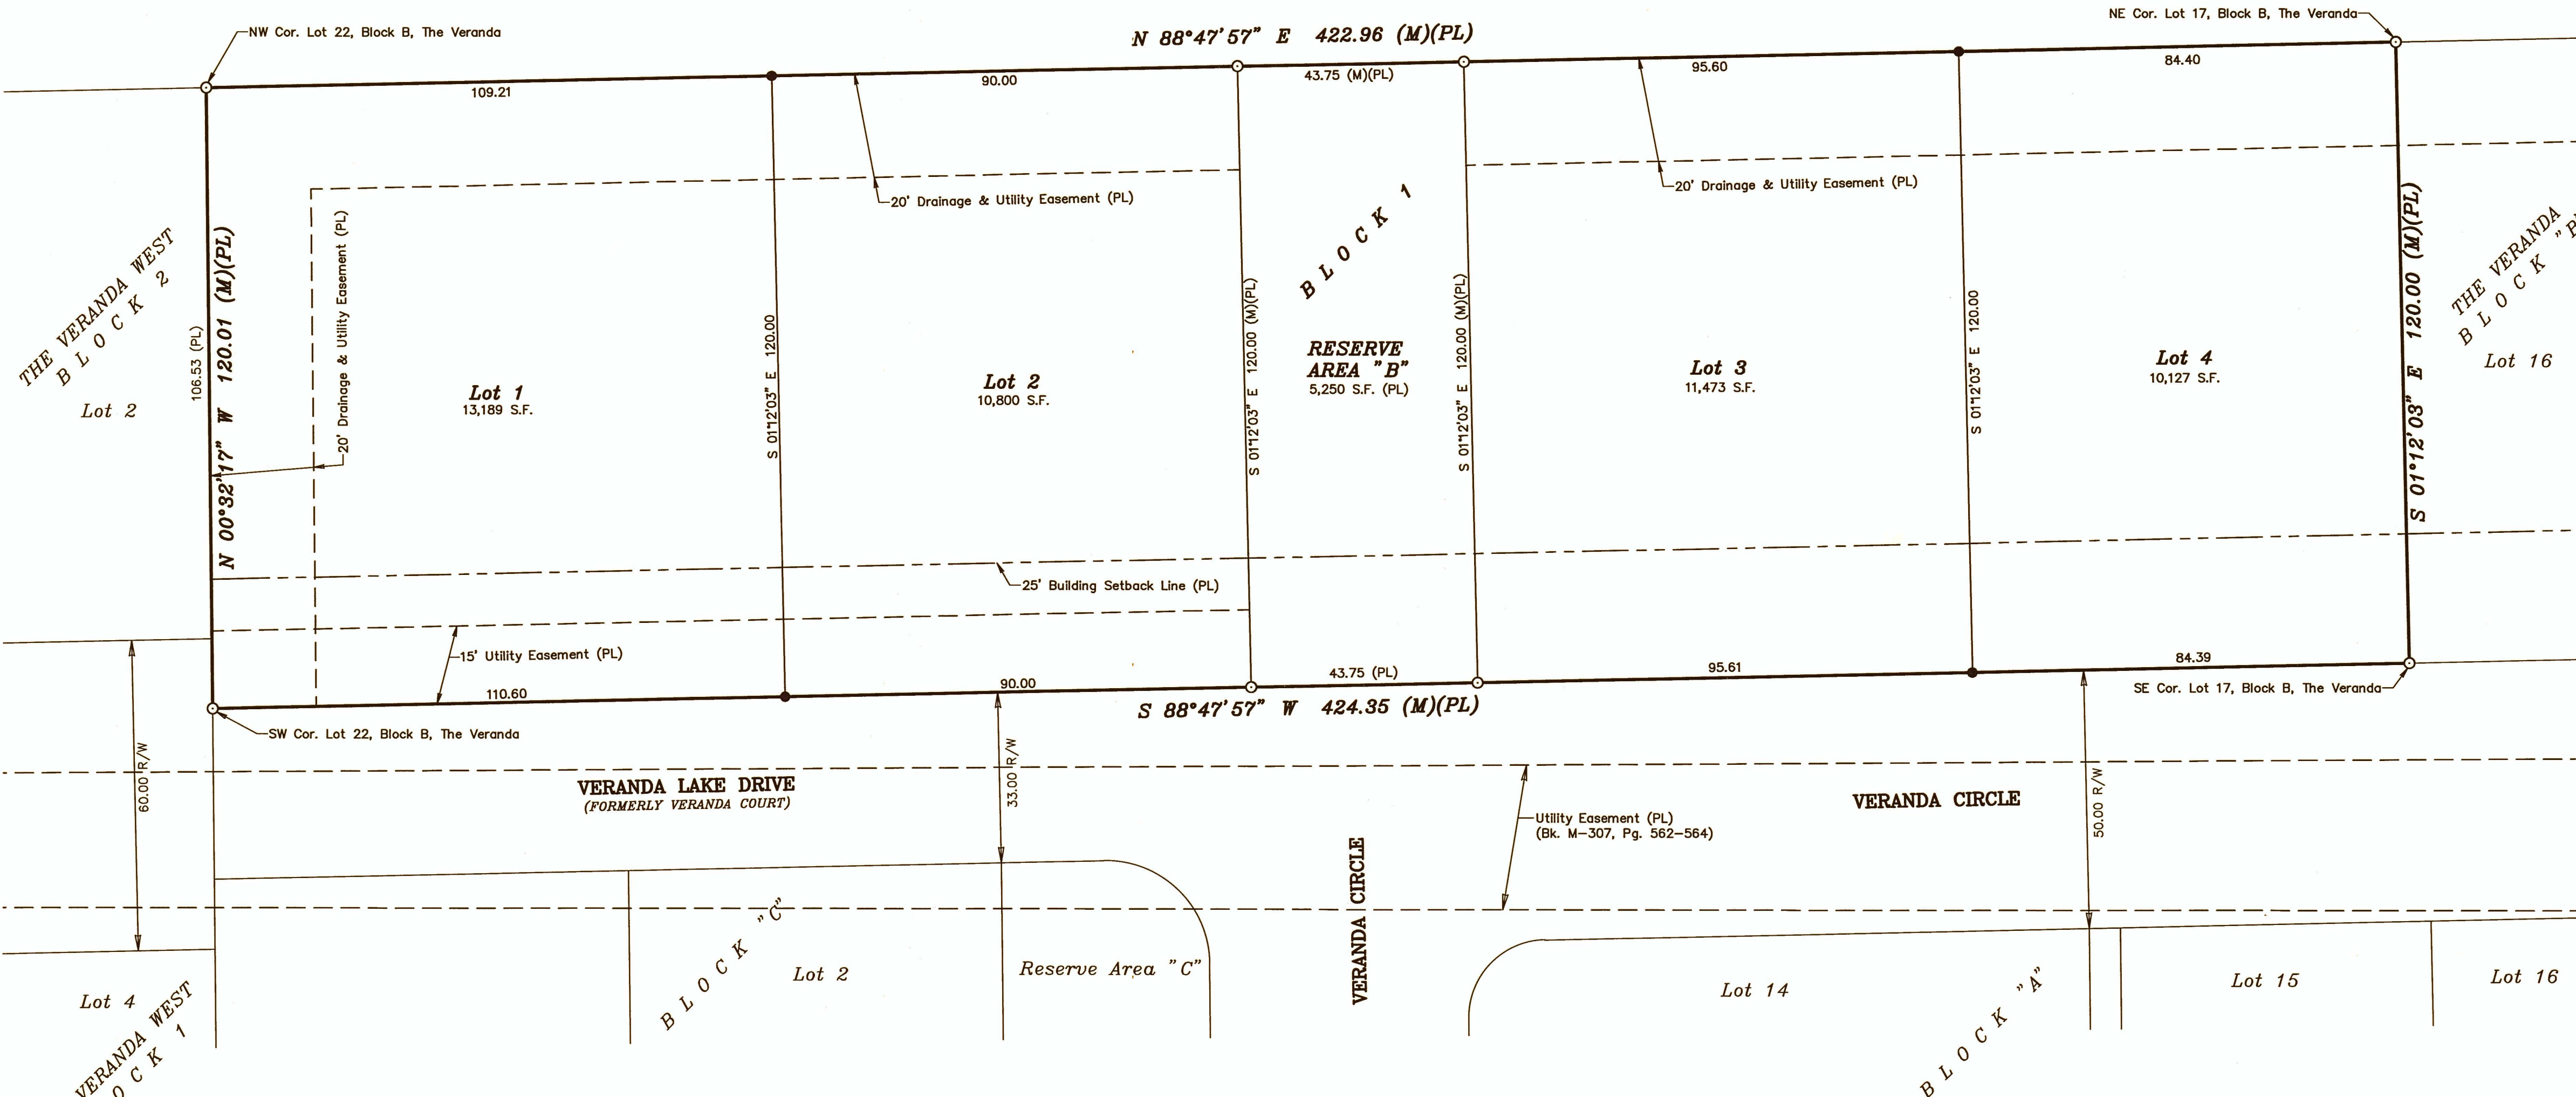 NW Cor. Lot 22, Block B, The Veranda
N 88°47'57" E 422.96 (M)(PL)
NE Cor. Lot 17, Block B, The Veranda
109.21
90.00
43.75 (M)(PL)
95.60
84.40
20' Drainage & Utility Easement (PL)
20' Drainage & Utility Easement (PL)
THE VERANDA WEST
BLOCK 2
Lot 2
106.53 (PL)
N 00°32'17" W 120.01 (M)(PL)
20' Drainage & Utility Easement (PL)
Lot 1
13,189 S.F.
S 01°12'03" E 120.00
Lot 2
10,800 S.F.
S 01°12'03" E 120.00 (M)(PL)
BLOCK 1
RESERVE
AREA "B"
5,250 S.F. (PL)
S 01°12'03" E 120.00 (M)(PL)
Lot 3
11,473 S.F.
S 01°12'03" E 120.00
Lot 4
10,127 S.F.
S 01°12'03" E 120.00 (M)(PL)
THE VERANDA
BLOCK "B
Lot 16
25' Building Setback Line (PL)
15' Utility Easement (PL)
110.60
90.00
43.75 (PL)
95.61
84.39
S 88°47'57" W 424.35 (M)(PL)
SE Cor. Lot 17, Block B, The Veranda
SW Cor. Lot 22, Block B, The Veranda
60.00 R/W
VERANDA LAKE DRIVE
(FORMERLY VERANDA COURT)
33.00 R/W
VERANDA CIRCLE
50.00 R/W
Utility Easement (PL)
(Bk. M-307, Pg. 562-564)
VERANDA CIRCLE
Lot 4
VERANDA WEST
OCK 1
BLOCK "C"
Lot 2
Reserve Area "C"
Lot 14
BLOCK "A"
Lot 15
Lot 16